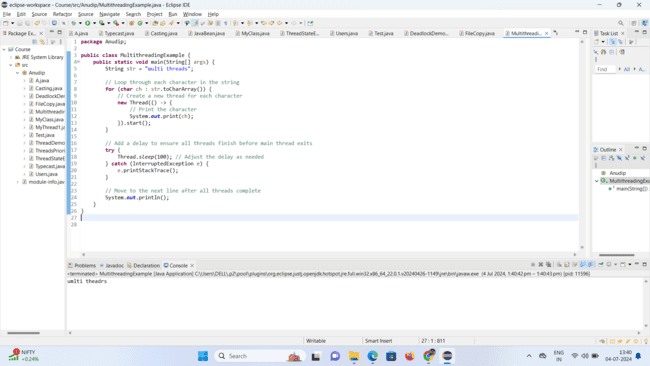 eclipse-workspace - Course/src/Anudip/MultithreadingExample.java - Eclipse IDE
File Edit Source Refactor Source Navigate Search Project Run Window Help
Package Ex...
A.java Typecast.java Casting.java JavaBean.java MyClass.java ThreadStateE... Users.java Test.java DeadlockDemo... FileCopy.java Multithreadi...
Task List
Course
JRE System Library
src
Anudip
A.java
Casting.java
DeadlockDer
FileCopy.java
Multithreadin
MyClass.java
MyThread1.ja
Test.java
ThreadDemo
ThreadsPriori
ThreadStateE
Typecast.java
Users.java
module-info.jav
1 package Anudip;
2
3 public class MultithreadingExample {
4 public static void main(String[] args) {
5 String str = "multi threads";
6
7 // Loop through each character in the string
8 for (char ch : str.toCharArray()) {
9 // Create a new thread for each character
10 new Thread(() -> {
11 // Print the character
12 System.out.print(ch);
13 }).start();
14 }
15
16 // Add a delay to ensure all threads finish before main thread exits
17 try {
18 Thread.sleep(100); // Adjust the delay as needed
19 } catch (InterruptedException e) {
20 e.printStackTrace();
21 }
22
23 // Move to the next line after all threads complete
24 System.out.println();
25 }
26 }
27
28
Find All A...
Outline
Anudip
MultithreadingExa
main(String[])
Problems Javadoc Declaration Console
<terminated> MultithreadingExample [Java Application] C:\Users\DELL\.p2\pool\plugins\org.eclipse.justj.openjdk.hotspot.jre.full.win32.x86_64_22.0.1.v20240426-1149\jre\bin\javaw.exe (4 Jul 2024, 1:40:42 pm – 1:40:43 pm) [pid: 11596]
umlti theadrs
Writable Smart Insert 27 : 1 : 811
NIFTY
+0.24%
Search
ENG
IN
13:40
04-07-2024